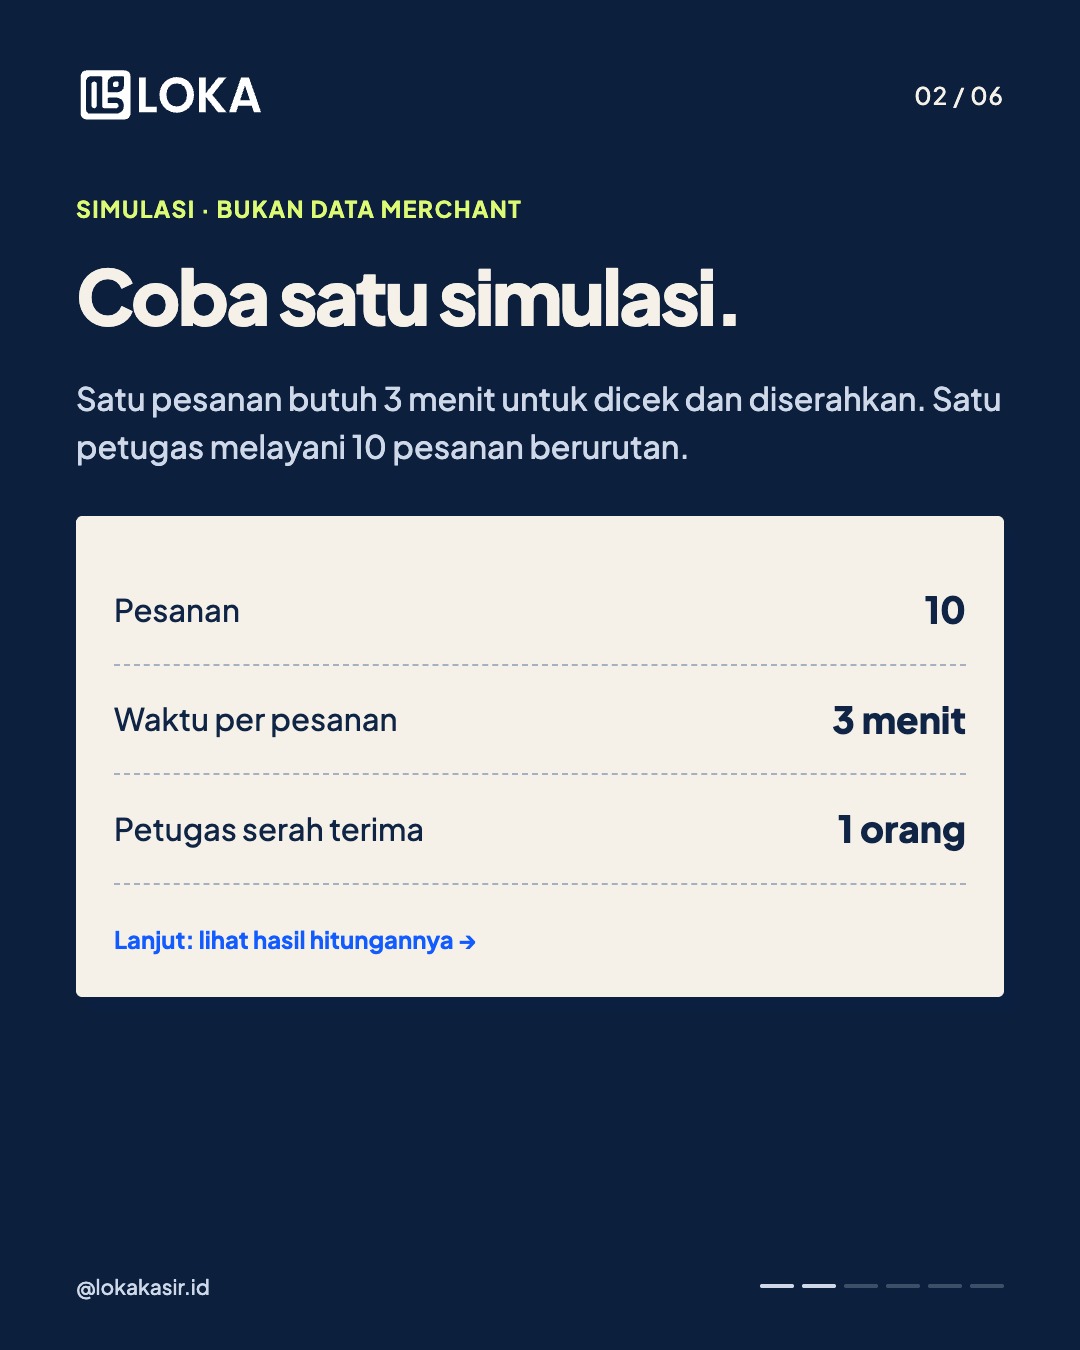 LOKA
02 / 06
SIMULASI · BUKAN DATA MERCHANT
Coba satu simulasi.
Satu pesanan butuh 3 menit untuk dicek dan diserahkan. Satu
petugas melayani 10 pesanan berurutan.
Pesanan 10
Waktu per pesanan 3 menit
Petugas serah terima 1 orang
Lanjut: lihat hasil hitungannya →
@lokakasir.id